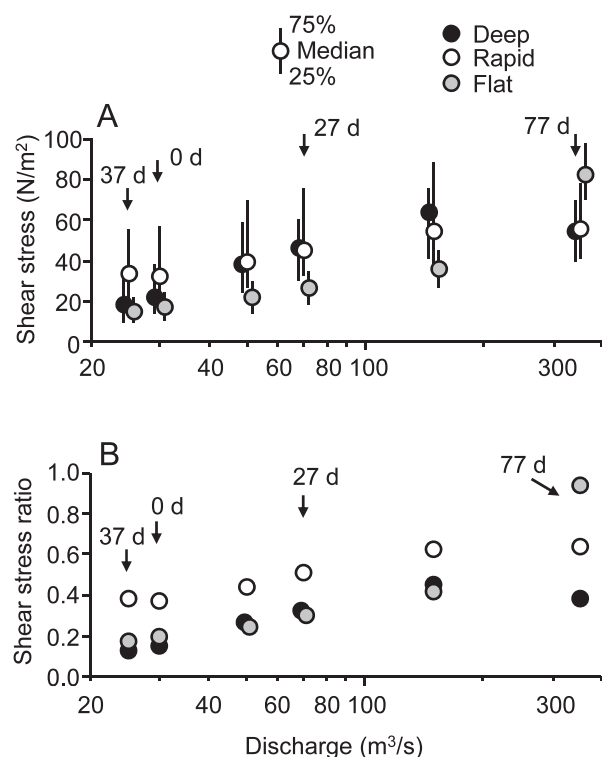 75%
Median
25%
Deep
Rapid
Flat
A
Shear stress (N/m²)
100
80
60
40
20
0
37 d
0 d
27 d
77 d
20
40
60
80
100
300
B
Shear stress ratio
1.0
0.8
0.6
0.4
0.2
0.0
37 d
0 d
27 d
77 d
20
40
60
80
100
300
Discharge (m³/s)